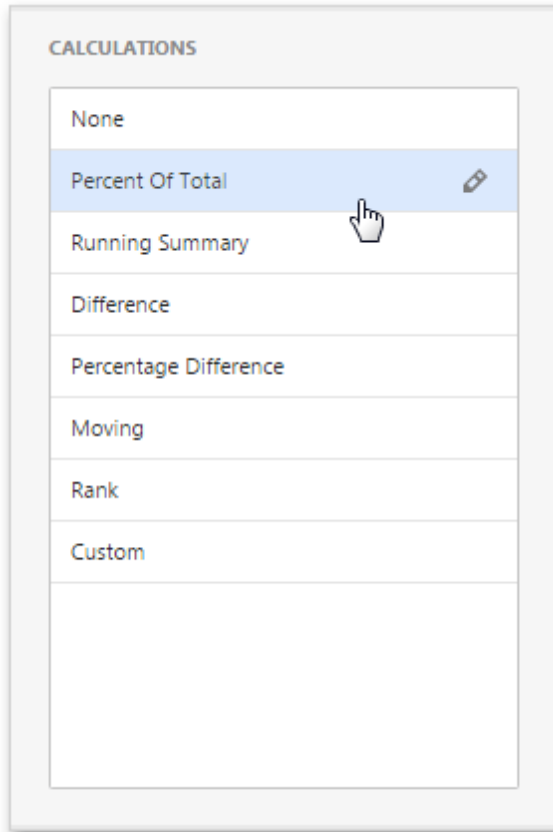 CALCULATIONS
None
Percent Of Total
Running Summary
Difference
Percentage Difference
Moving
Rank
Custom